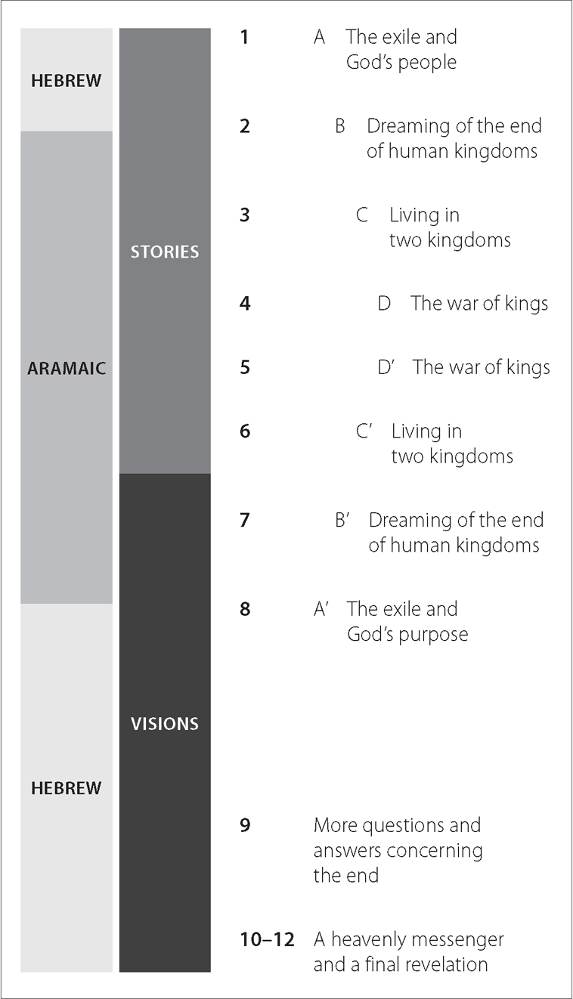 HEBREW
ARAMAIC
HEBREW
STORIES
VISIONS
1 A The exile and
God’s people
2 B Dreaming of the end
of human kingdoms
3 C Living in
two kingdoms
4 D The war of kings
5 D′ The war of kings
6 C′ Living in
two kingdoms
7 B′ Dreaming of the end
of human kingdoms
8 A′ The exile and
God’s purpose
9 More questions and
answers concerning
the end
10–12 A heavenly messenger
and a final revelation